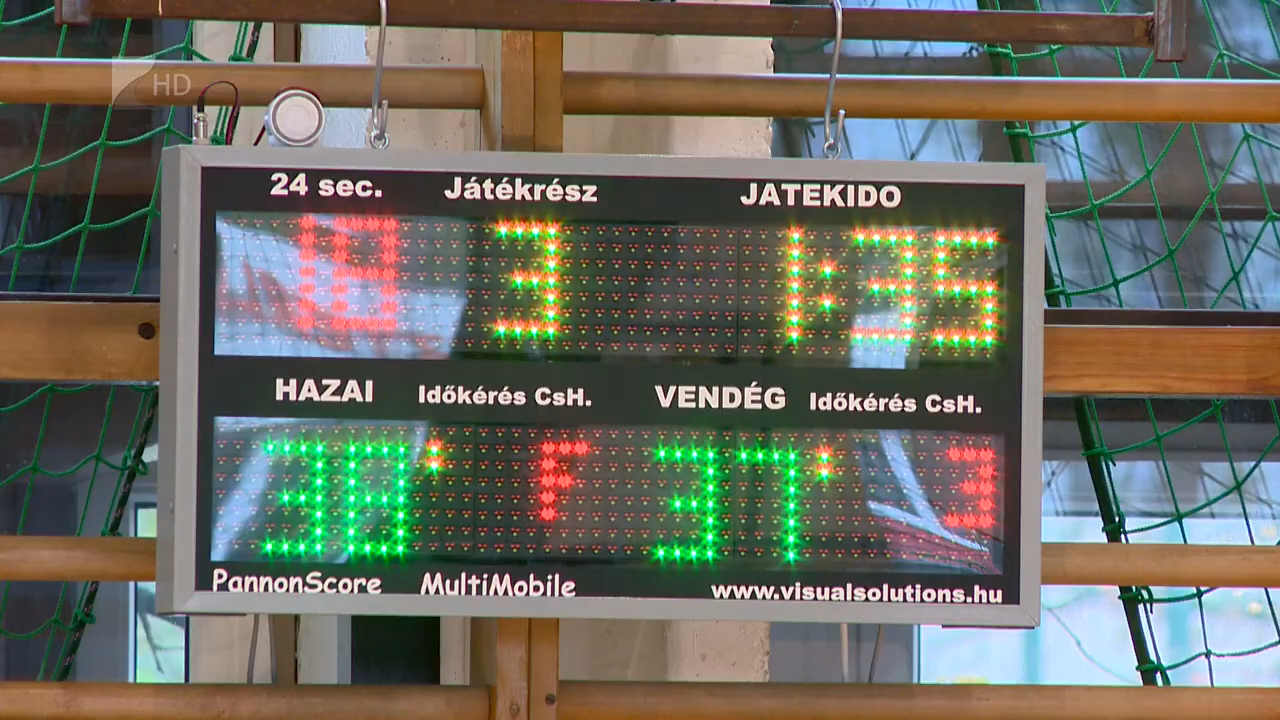 HD
24 sec. Játékrész JATEKIDO
18 3 1:35
HAZAI Időkérés CsH. VENDÉG Időkérés CsH.
38 : F 37 : 3
PannonScore MultiMobile www.visualsolutions.hu